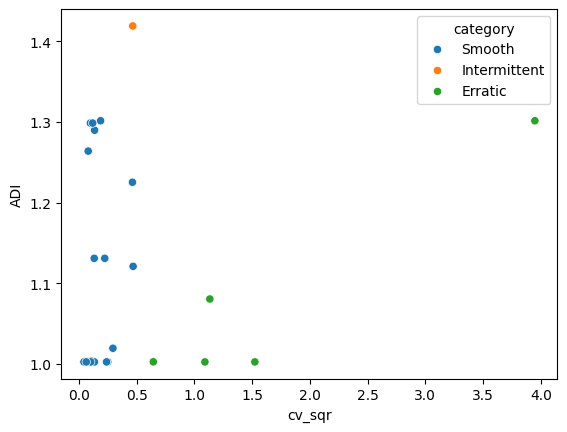 category
Smooth
Intermittent
Erratic
1.4
1.3
1.2
1.1
1.0
ADI
0.0 0.5 1.0 1.5 2.0 2.5 3.0 3.5 4.0
cv_sqr